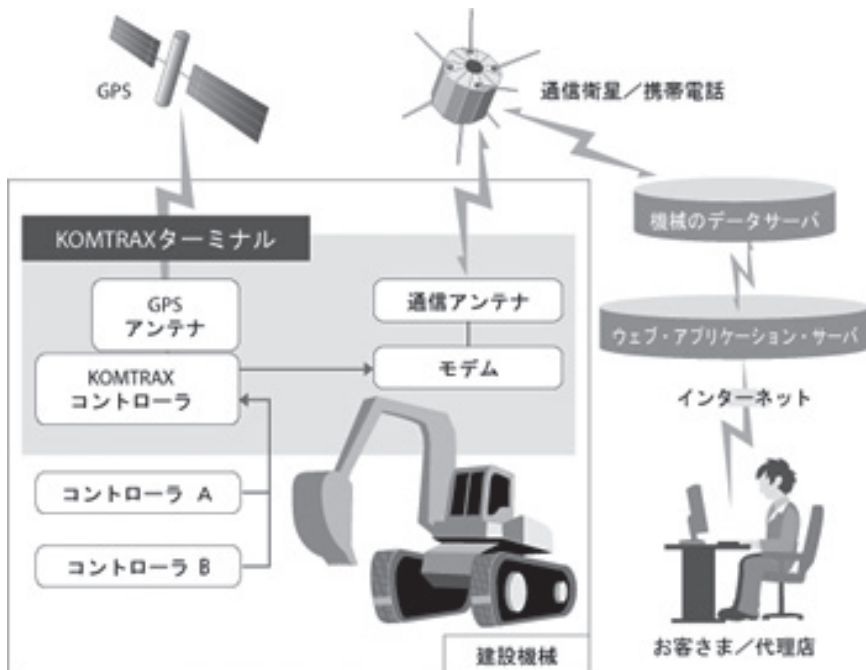 GPS
通信衛星／携帯電話
KOMTRAXターミナル
機械のデータサーバ
GPS
アンテナ
通信アンテナ
ウェブ・アプリケーション・サーバ
KOMTRAX
コントローラ
モデム
インターネット
コントローラ A
コントローラ B
建設機械
お客さま／代理店